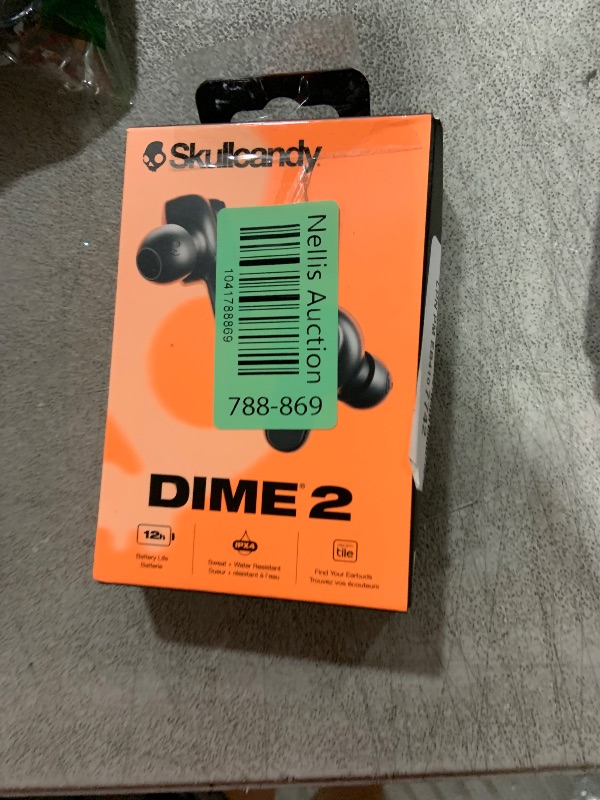 Skullcandy
Nellis Auction
1041788869
788-869
DIME® 2
12h
Battery Life
Batterie
IPX4
Sweat + Water Resistant
Sueur + résistant à l'eau
tile
Find Your Earbuds
Trouvez vos écouteurs